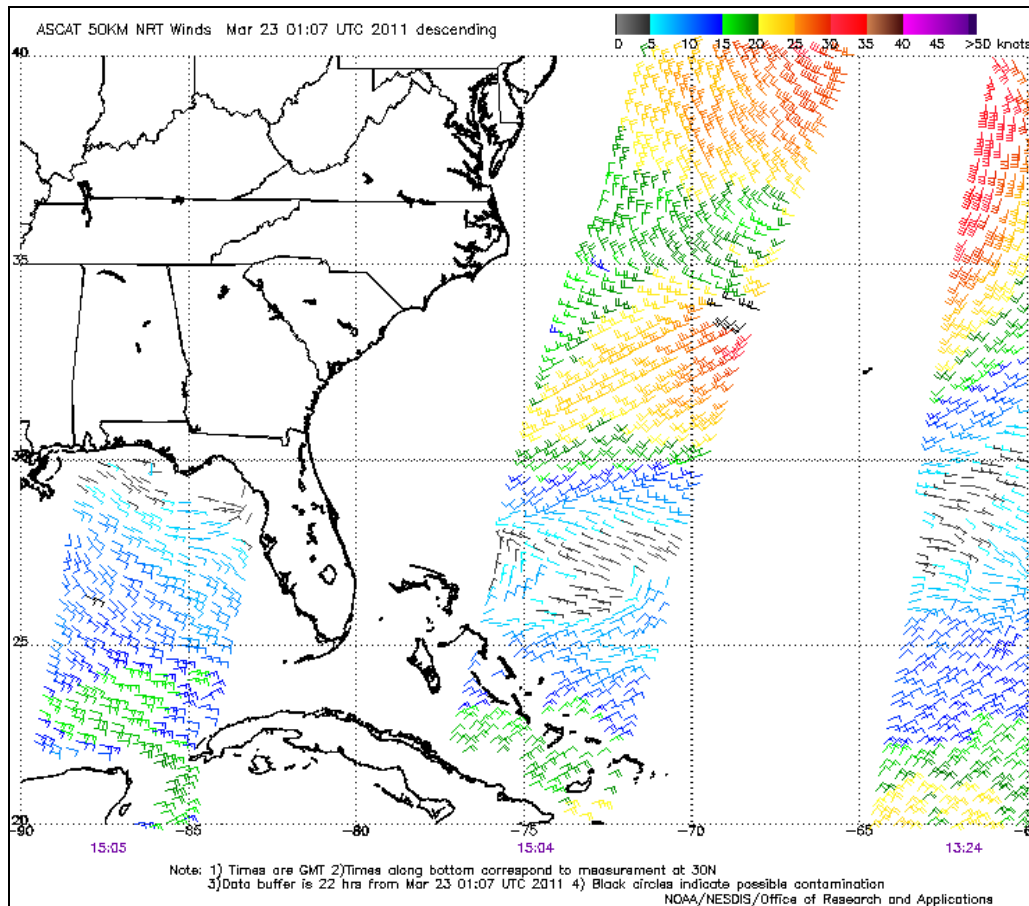 ASCAT 50KM NRT Winds Mar 23 01:07 UTC 2011 descending
0 5 10 15 20 25 30 35 40 45 >50 knots
40
35
30
25
20
-90 -85 -80 -75 -70 -65
15:05 15:04 13:24
Note: 1) Times are GMT 2)Times along bottom correspond to measurement at 30N
3)Data buffer is 22 hrs from Mar 23 01:07 UTC 2011 4) Black circles indicate possible contamination
NOAA/NESDIS/Office of Research and Applications